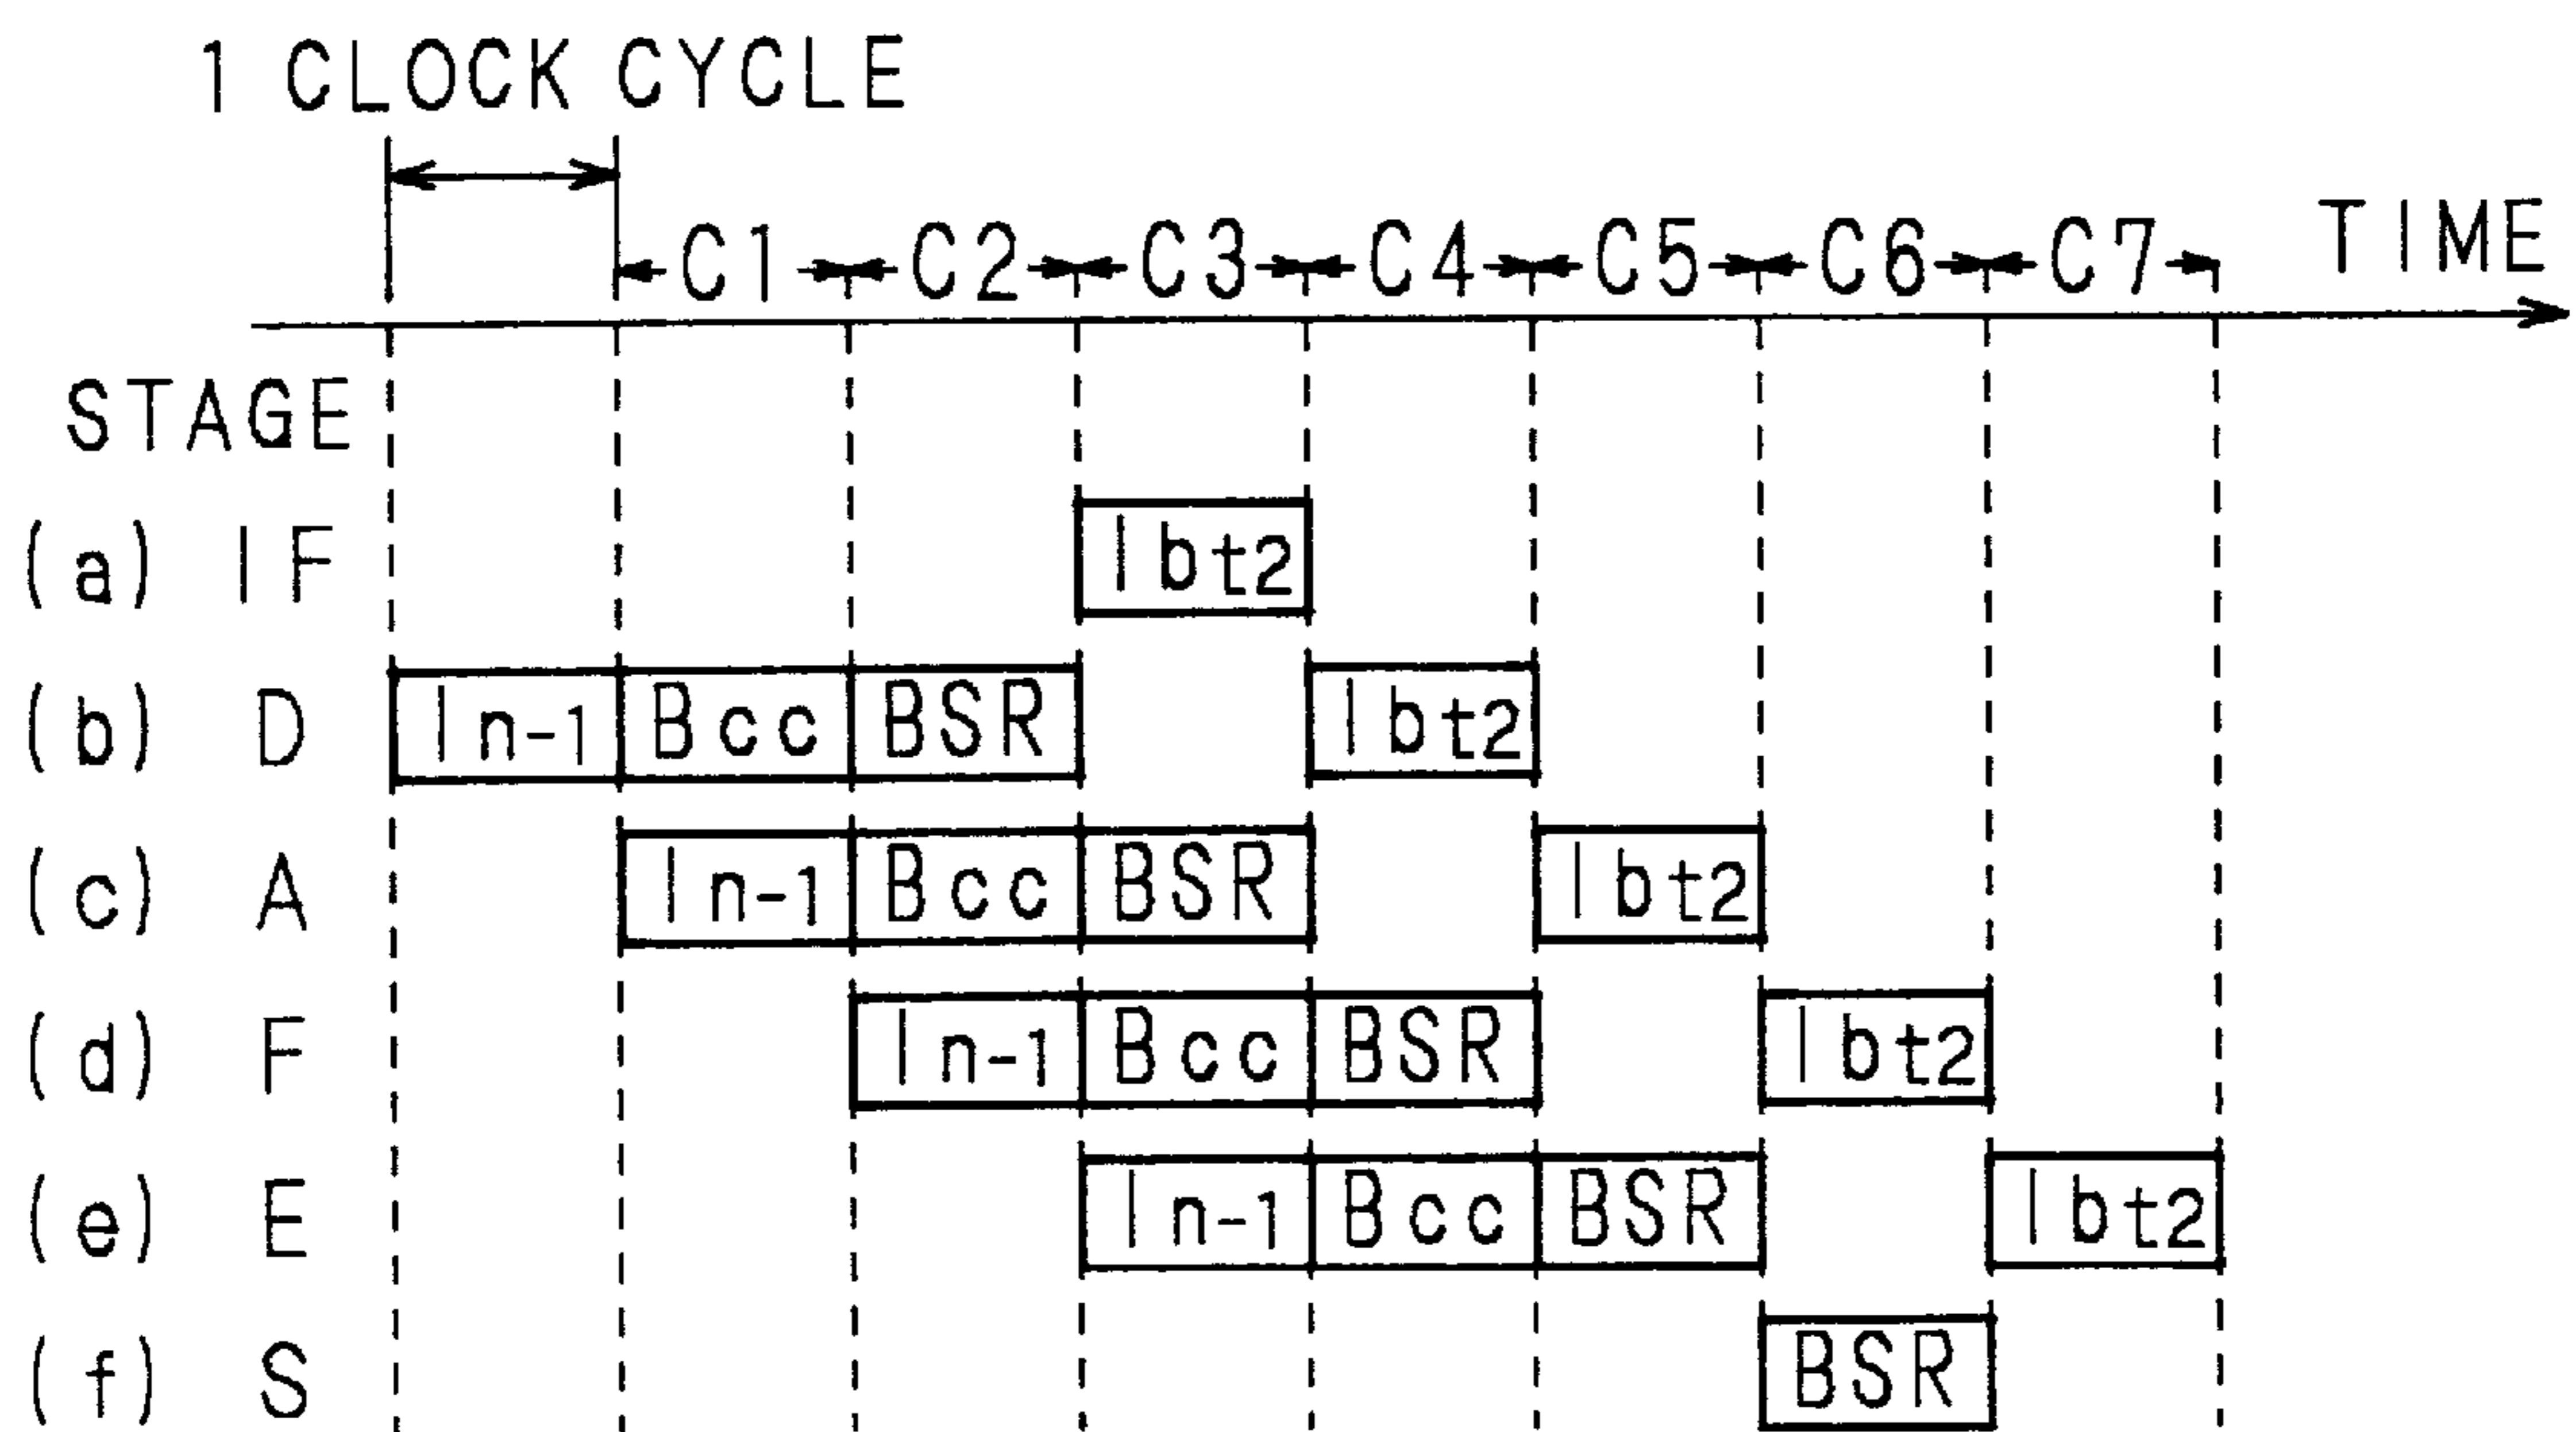 1 CLOCK CYCLE
C1 C2 C3 C4 C5 C6 C7 TIME
STAGE
(a) IF Ibt2
(b) D In-1 Bcc BSR Ibt2
(c) A In-1 Bcc BSR Ibt2
(d) F In-1 Bcc BSR Ibt2
(e) E In-1 Bcc BSR Ibt2
(f) S BSR